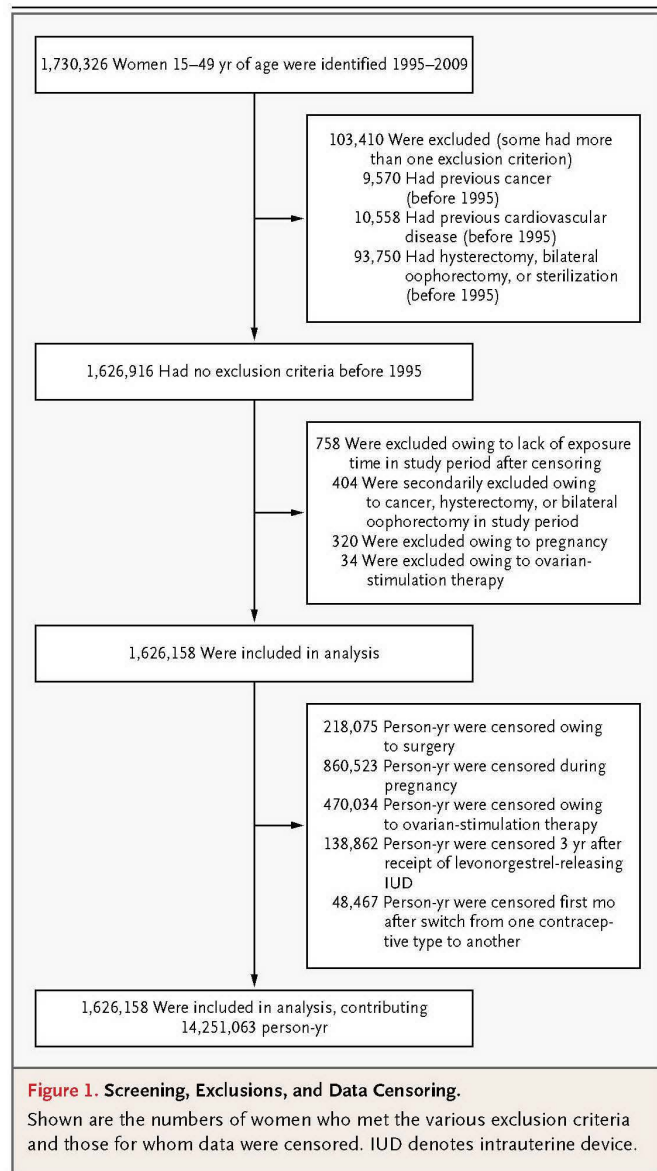 1,730,326 Women 15–49 yr of age were identified 1995–2009
103,410 Were excluded (some had more
than one exclusion criterion)
9,570 Had previous cancer
(before 1995)
10,558 Had previous cardiovascular
disease (before 1995)
93,750 Had hysterectomy, bilateral
oophorectomy, or sterilization
(before 1995)
1,626,916 Had no exclusion criteria before 1995
758 Were excluded owing to lack of exposure
time in study period after censoring
404 Were secondarily excluded owing
to cancer, hysterectomy, or bilateral
oophorectomy in study period
320 Were excluded owing to pregnancy
34 Were excluded owing to ovarian-
stimulation therapy
1,626,158 Were included in analysis
218,075 Person-yr were censored owing
to surgery
860,523 Person-yr were censored during
pregnancy
470,034 Person-yr were censored owing
to ovarian-stimulation therapy
138,862 Person-yr were censored 3 yr after
receipt of levonorgestrel-releasing
IUD
48,467 Person-yr were censored first mo
after switch from one contracep-
tive type to another
1,626,158 Were included in analysis, contributing
14,251,063 person-yr
Figure 1. Screening, Exclusions, and Data Censoring.
Shown are the numbers of women who met the various exclusion criteria
and those for whom data were censored. IUD denotes intrauterine device.